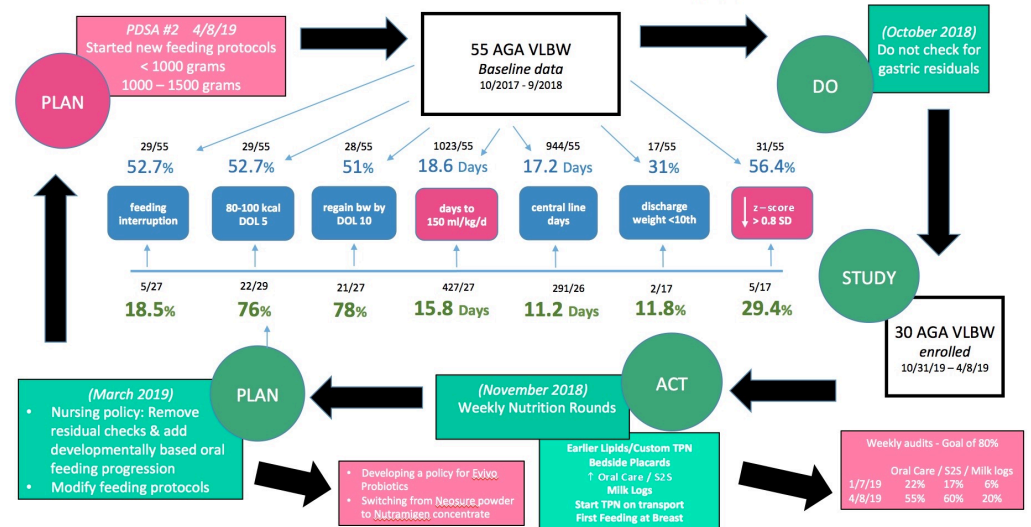 PDSA #2 4/8/19
Started new feeding protocols
< 1000 grams
1000 – 1500 grams
PLAN
55 AGA VLBW
Baseline data
10/2017 - 9/2018
(October 2018)
Do not check for
gastric residuals
DO
29/55
52.7%
29/55
52.7%
28/55
51%
1023/55
18.6 Days
944/55
17.2 Days
17/55
31%
31/55
56.4%
feeding
interruption
80-100 kcal
DOL 5
regain bw by
DOL 10
days to
150 ml/kg/d
central line
days
discharge
weight <10th
↓ z–score
> 0.8 SD
5/27
18.5%
22/29
76%
21/27
78%
427/27
15.8 Days
291/26
11.2 Days
2/17
11.8%
5/17
29.4%
STUDY
30 AGA VLBW
enrolled
10/31/19 – 4/8/19
ACT
(November 2018)
Weekly Nutrition Rounds
Earlier Lipids/Custom TPN
Bedside Placards
↑ Oral Care / S2S
Milk Logs
Start TPN on transport
First Feeding at Breast
Weekly audits - Goal of 80%
Oral Care / S2S / Milk logs
1/7/19 22% 17% 6%
4/8/19 55% 60% 20%
PLAN
(March 2019)
• Nursing policy: Remove
residual checks & add
developmentally based oral
feeding progression
• Modify feeding protocols
• Developing a policy for Evivo
Probiotics
• Switching from Neosure powder
to Nutramigen concentrate